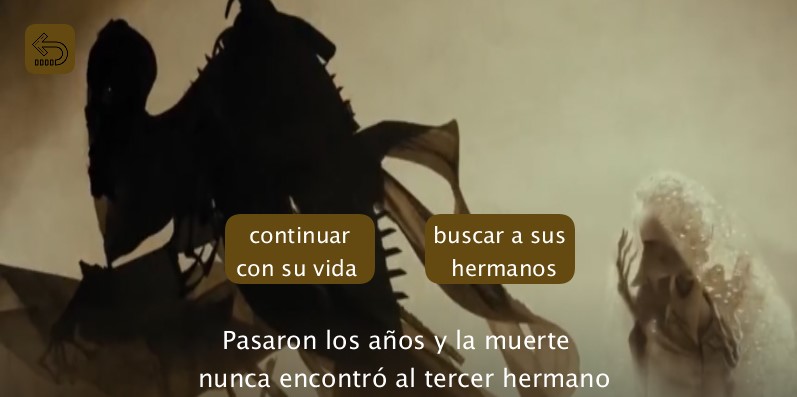 continuar
con su vida
buscar a sus
hermanos
Pasaron los años y la muerte
nunca encontró al tercer hermano